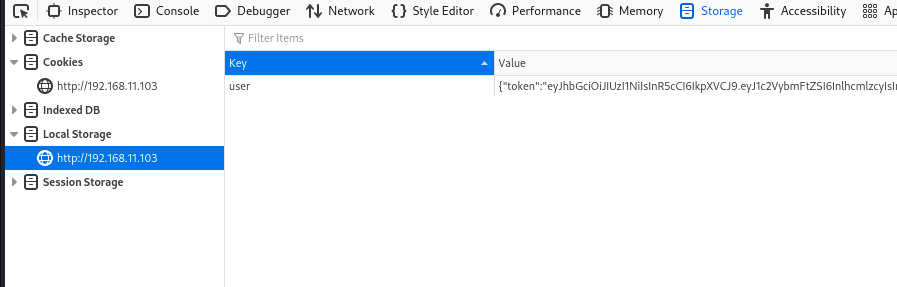 Inspector Console Debugger Network Style Editor Performance Memory Storage Accessibility Ap
Cache Storage
Filter Items
Cookies
Key Value
http://192.168.11.103
user {"token":"eyJhbGciOiJIUzI1NiIsInR5cCI6IkpXVCJ9.eyJ1c2VybmFtZSI6InlhcmlzcyIsIn
Indexed DB
Local Storage
http://192.168.11.103
Session Storage